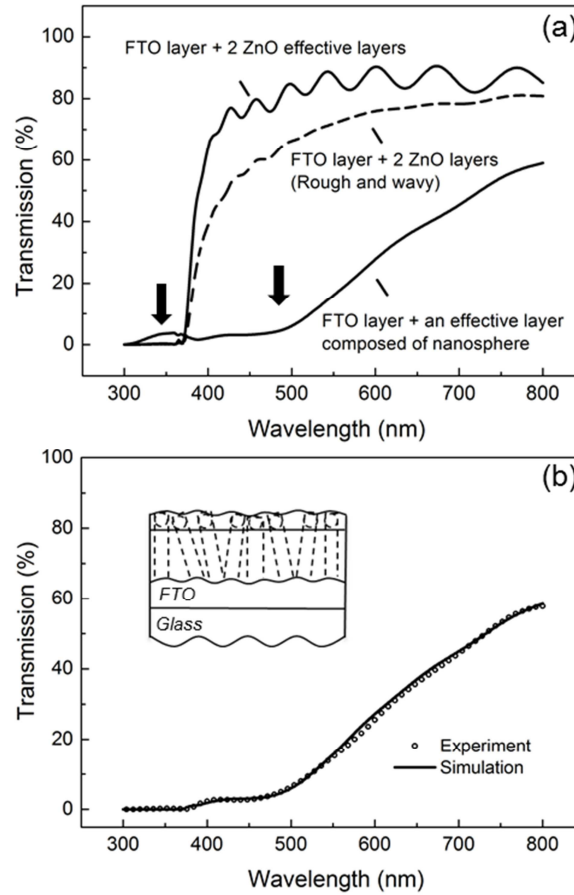 (a)
FTO layer + 2 ZnO effective layers
FTO layer + 2 ZnO layers
(Rough and wavy)
FTO layer + an effective layer
composed of nanosphere
Transmission (%)
100
80
60
40
20
0
300 400 500 600 700 800
Wavelength (nm)
(b)
FTO
Glass
Experiment
Simulation
Transmission (%)
100
80
60
40
20
0
300 400 500 600 700 800
Wavelength (nm)